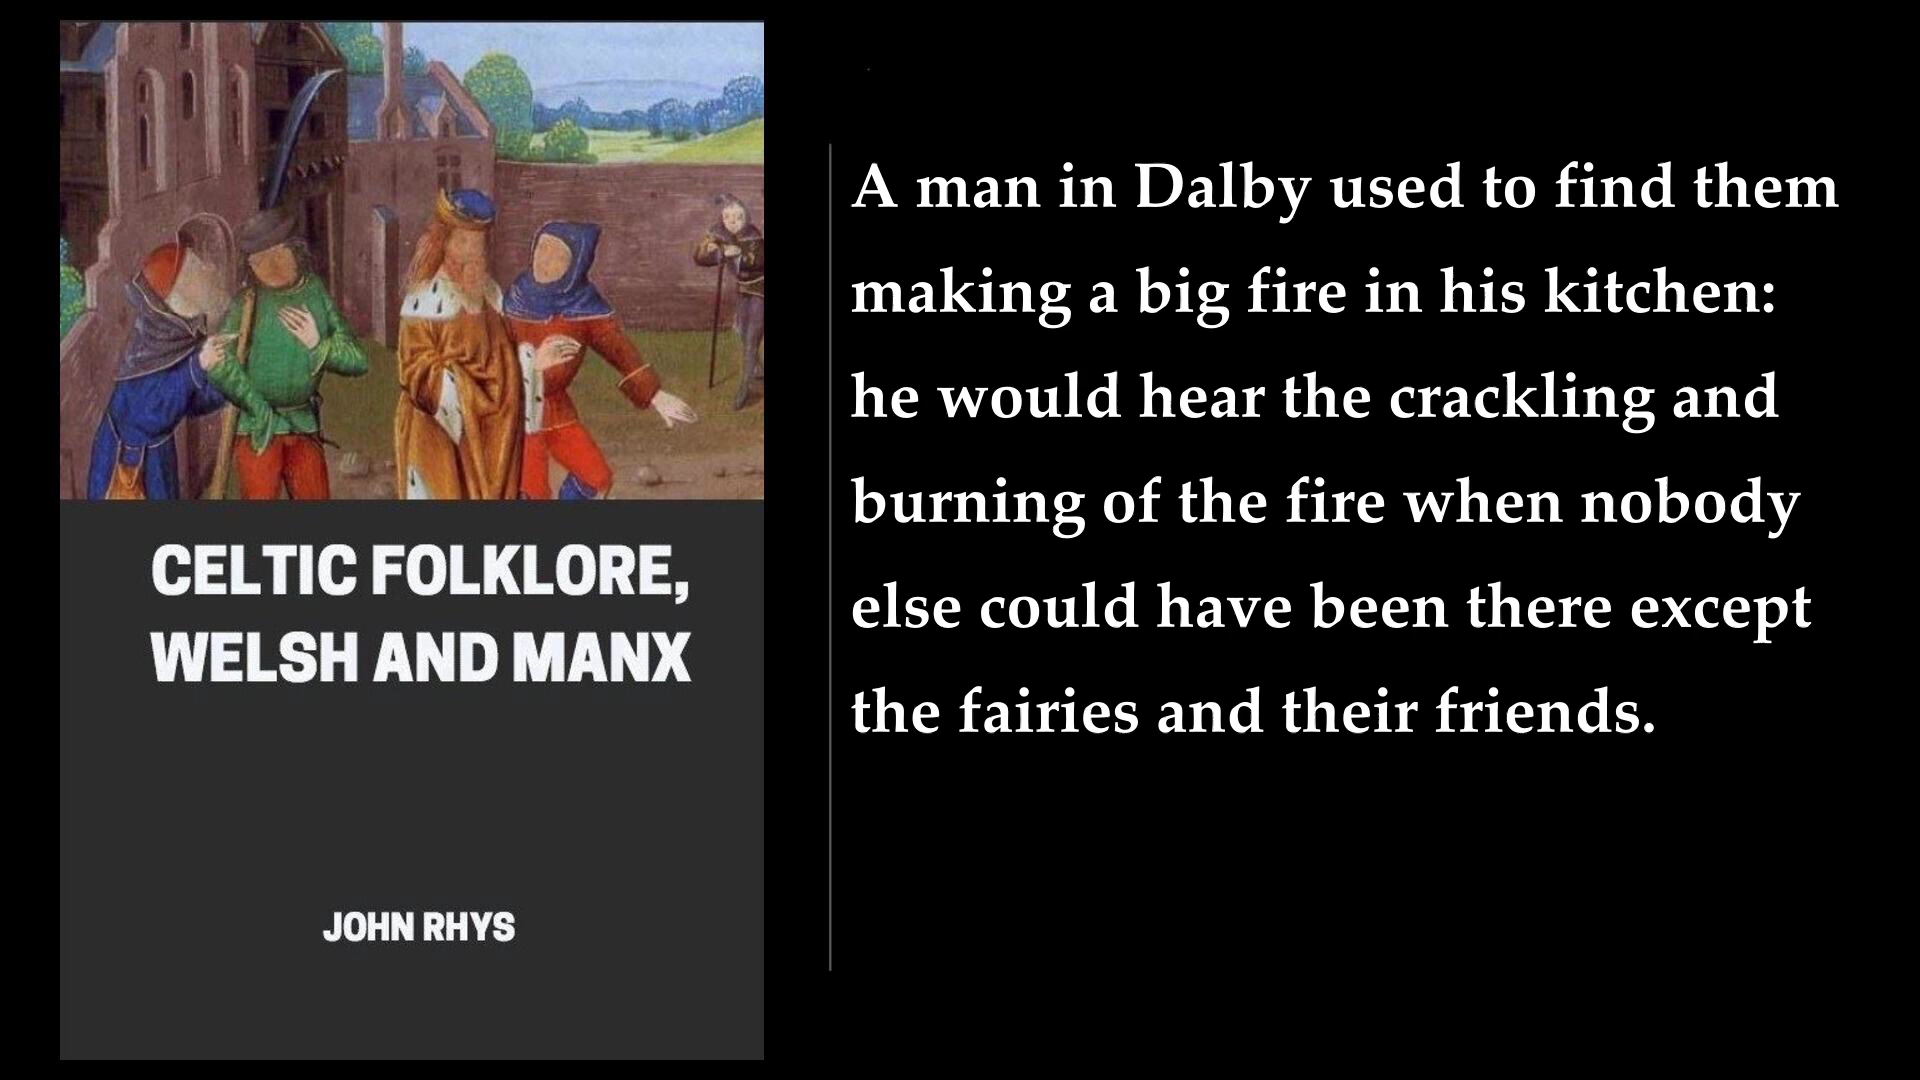 CELTIC FOLKLORE,
WELSH AND MANX
JOHN RHYS
A man in Dalby used to find them
making a big fire in his kitchen:
he would hear the crackling and
burning of the fire when nobody
else could have been there except
the fairies and their friends.